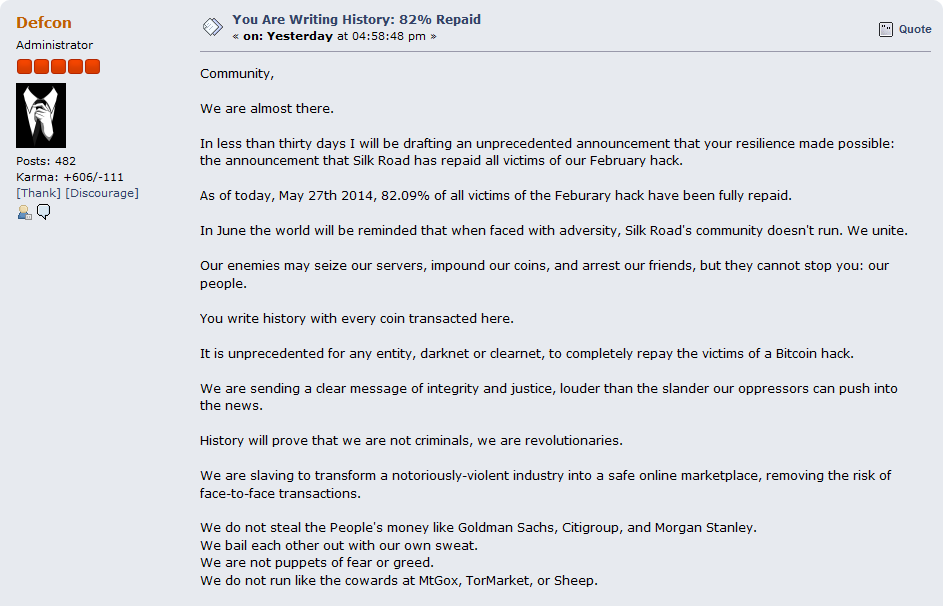 Defcon
Administrator
Posts: 482
Karma: +606/-111
[Thank] [Discourage]
You Are Writing History: 82% Repaid
« on: Yesterday at 04:58:48 pm »
Quote
Community,
We are almost there.
In less than thirty days I will be drafting an unprecedented announcement that your resilience made possible:
the announcement that Silk Road has repaid all victims of our February hack.
As of today, May 27th 2014, 82.09% of all victims of the Feburary hack have been fully repaid.
In June the world will be reminded that when faced with adversity, Silk Road's community doesn't run. We unite.
Our enemies may seize our servers, impound our coins, and arrest our friends, but they cannot stop you: our
people.
You write history with every coin transacted here.
It is unprecedented for any entity, darknet or clearnet, to completely repay the victims of a Bitcoin hack.
We are sending a clear message of integrity and justice, louder than the slander our oppressors can push into
the news.
History will prove that we are not criminals, we are revolutionaries.
We are slaving to transform a notoriously-violent industry into a safe online marketplace, removing the risk of
face-to-face transactions.
We do not steal the People's money like Goldman Sachs, Citigroup, and Morgan Stanley.
We bail each other out with our own sweat.
We are not puppets of fear or greed.
We do not run like the cowards at MtGox, TorMarket, or Sheep.